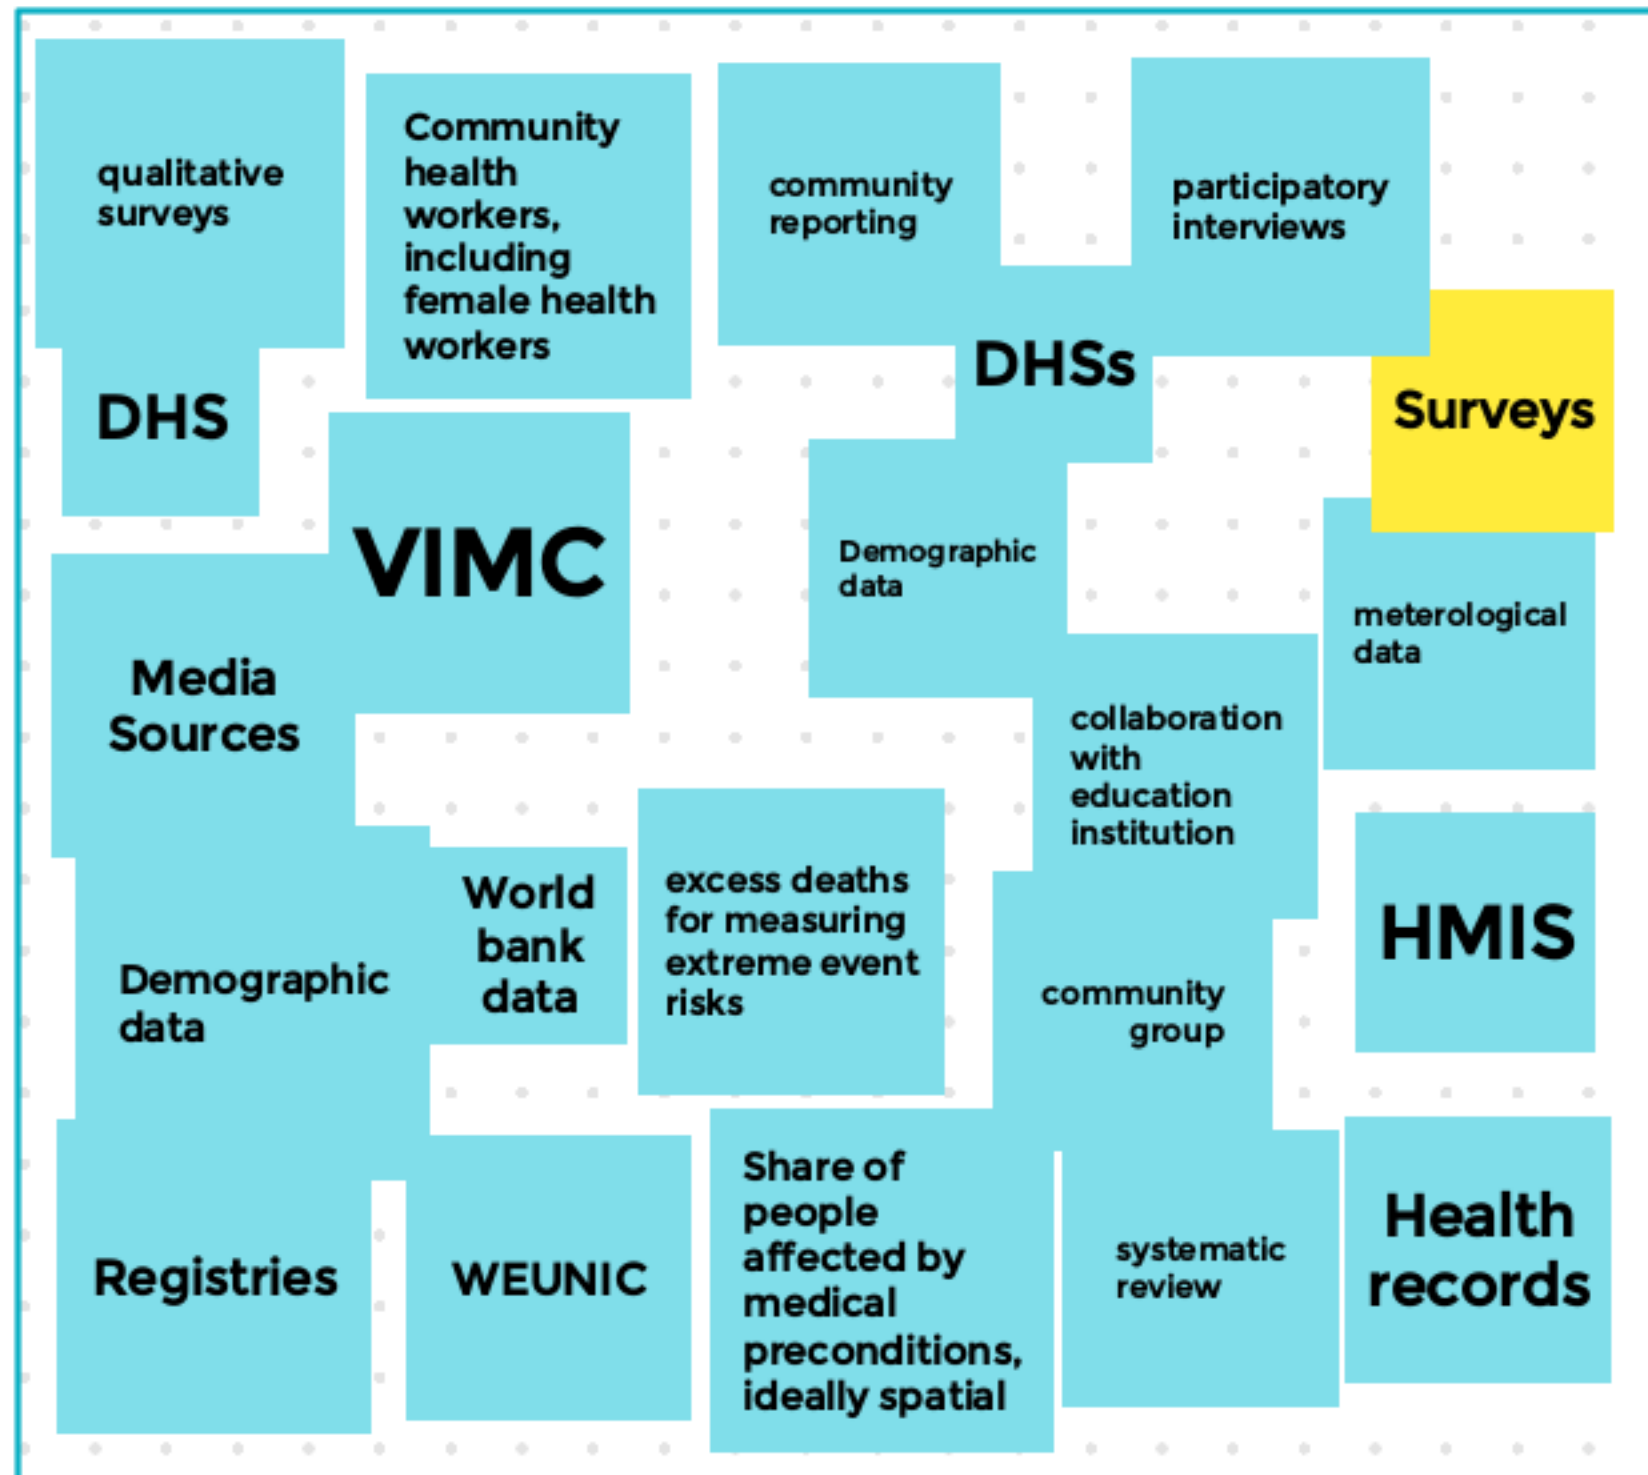 qualitative
surveys
Community
health
workers,
including
female health
workers
community
reporting
participatory
interviews
DHS
DHSs
Surveys
VIMC
Demographic
data
meterological
data
Media
Sources
collaboration
with
education
institution
World
bank
data
excess deaths
for measuring
extreme event
risks
HMIS
Demographic
data
community
group
Registries
WEUNIC
Share of
people
affected by
medical
preconditions,
ideally spatial
systematic
review
Health
records